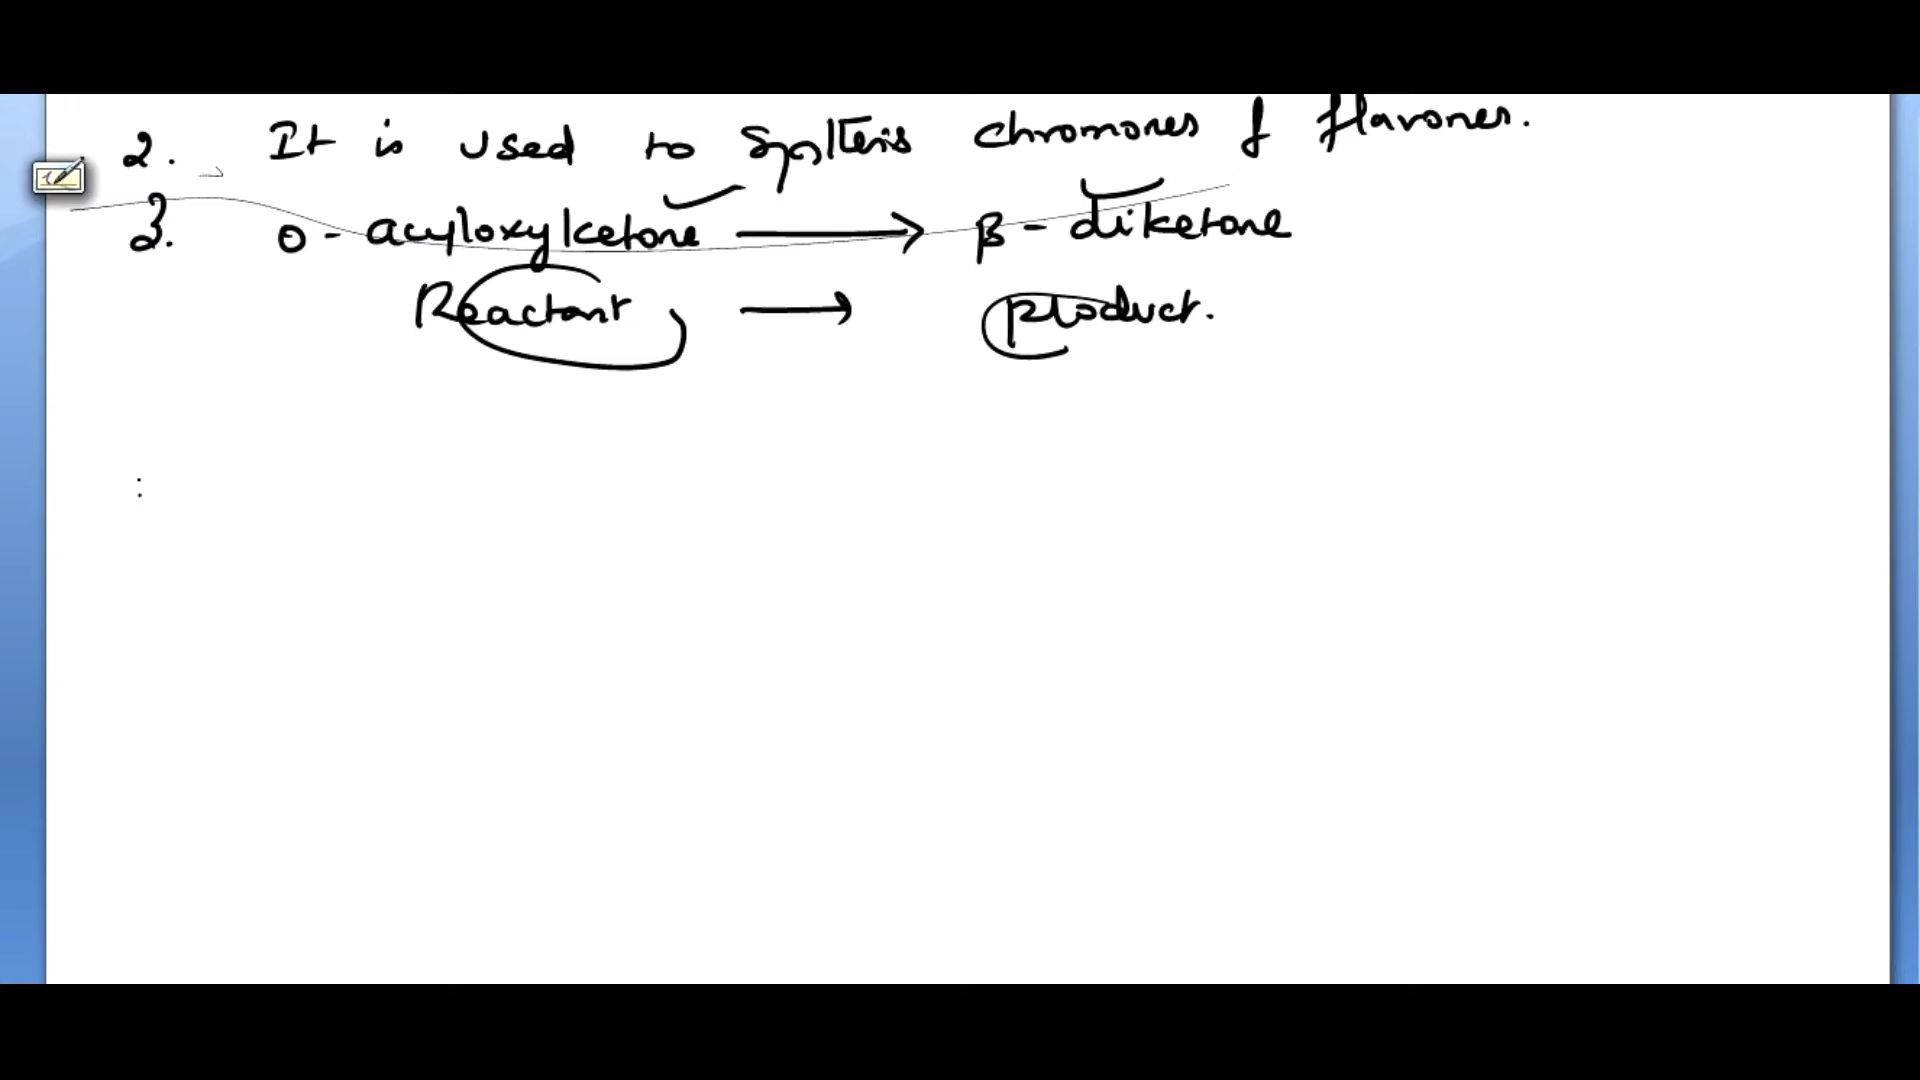 2. It is used to Synthesis chromones & flavones.
3. o - acyloxyketone → β - diketone
Reactant → product.